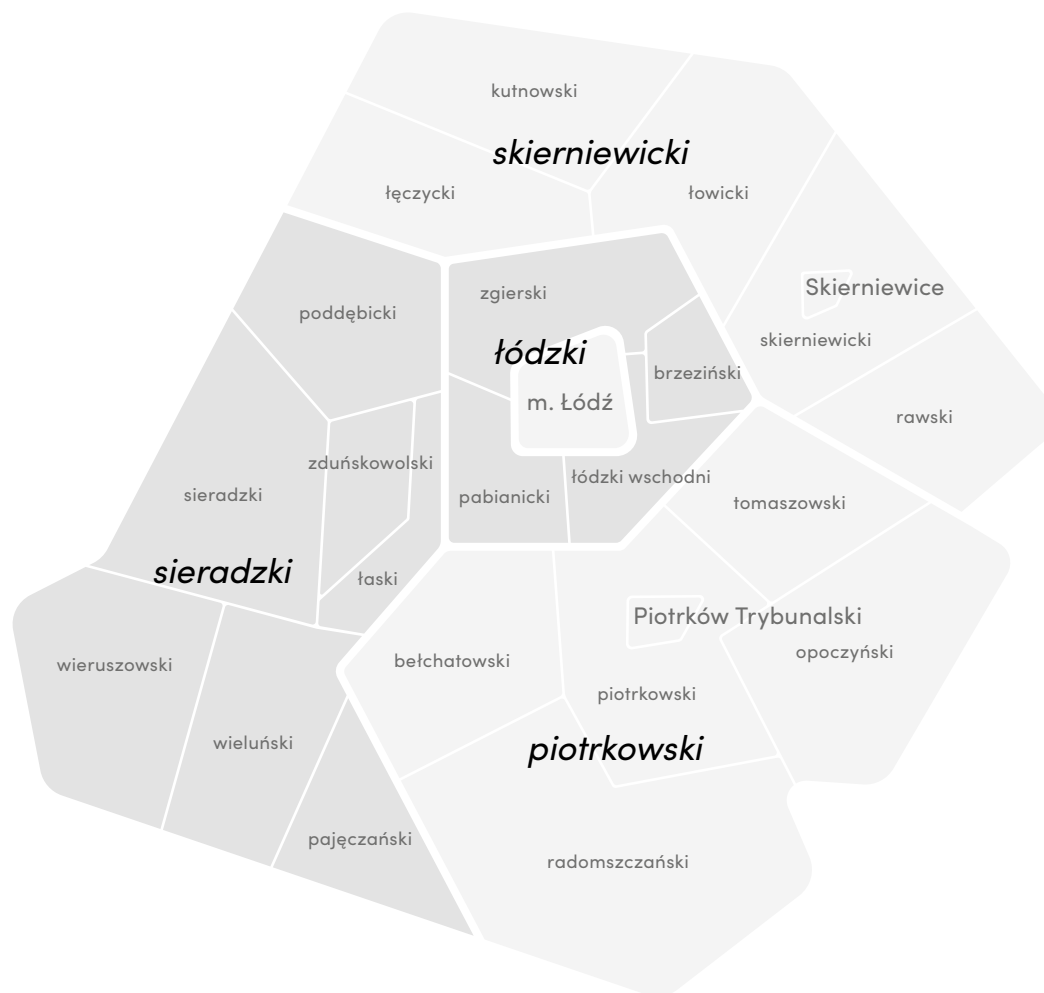 kutnowski
skierniewicki
łęczycki
łowicki
Skierniewice
zgierski
poddębicki
skierniewicki
łódzki
brzeziński
m. Łódź
rawski
zduńskowolski
łódzki wschodni
sieradzki
pabianicki
tomaszowski
sieradzki
łaski
Piotrków Trybunalski
opoczyński
wieruszowski
bełchatowski
piotrkowski
wieluński
piotrkowski
pajęczański
radomszczański